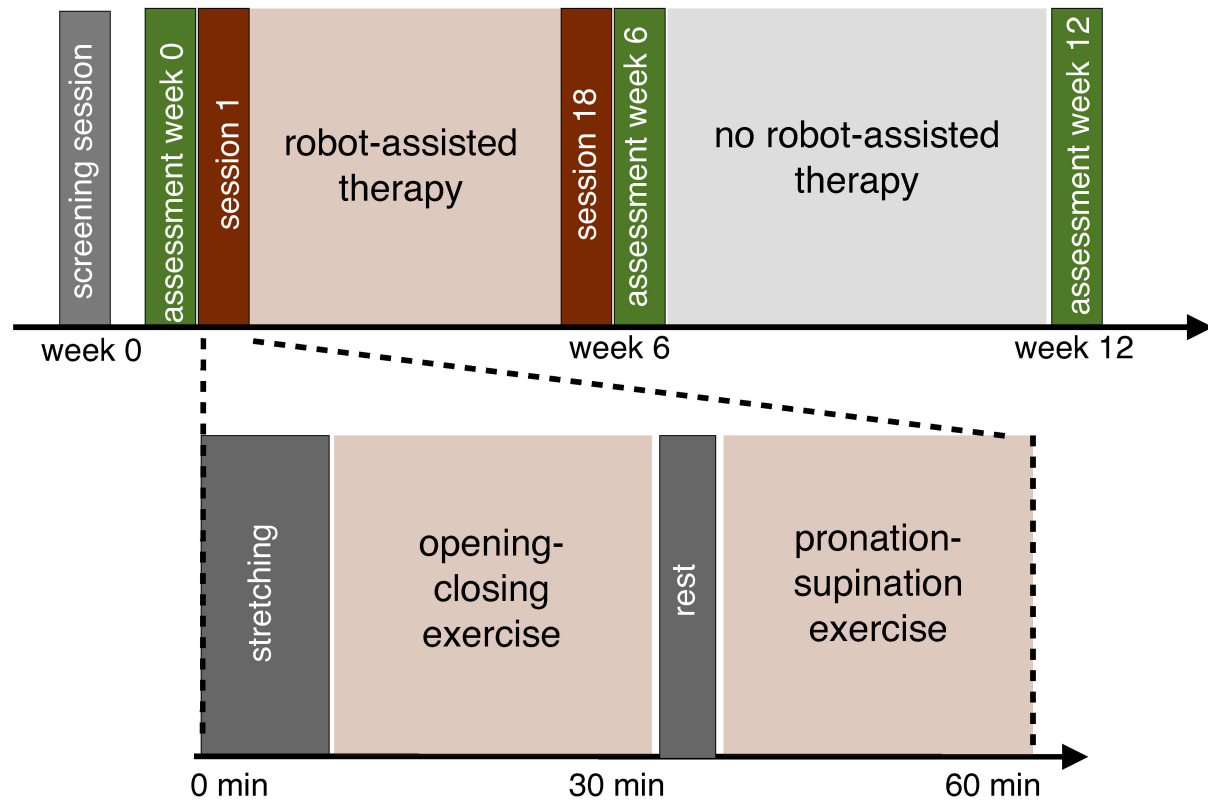 screening session
assessment week 0
session 1
robot-assisted
therapy
session 18
assessment week 6
no robot-assisted
therapy
assessment week 12
week 0
week 6
week 12
stretching
opening-
closing
exercise
rest
pronation-
supination
exercise
0 min
30 min
60 min